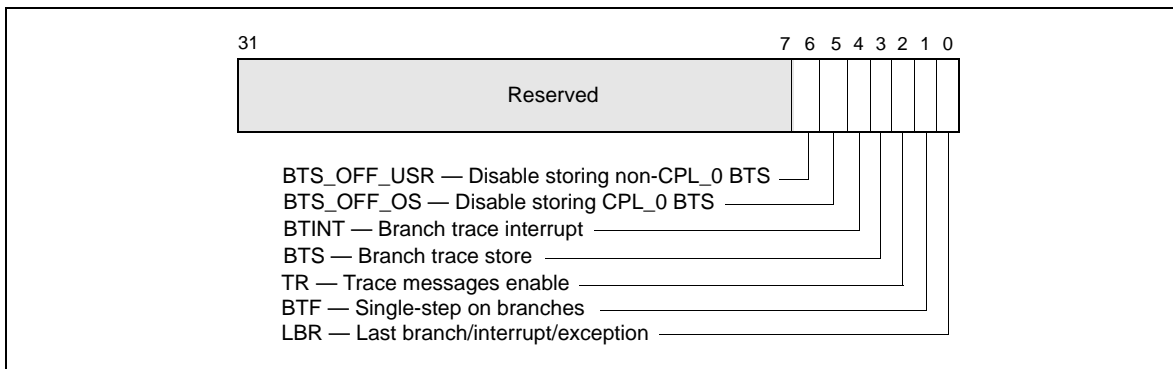 31 7 6 5 4 3 2 1 0
Reserved
BTS_OFF_USR — Disable storing non-CPL_0 BTS
BTS_OFF_OS — Disable storing CPL_0 BTS
BTINT — Branch trace interrupt
BTS — Branch trace store
TR — Trace messages enable
BTF — Single-step on branches
LBR — Last branch/interrupt/exception